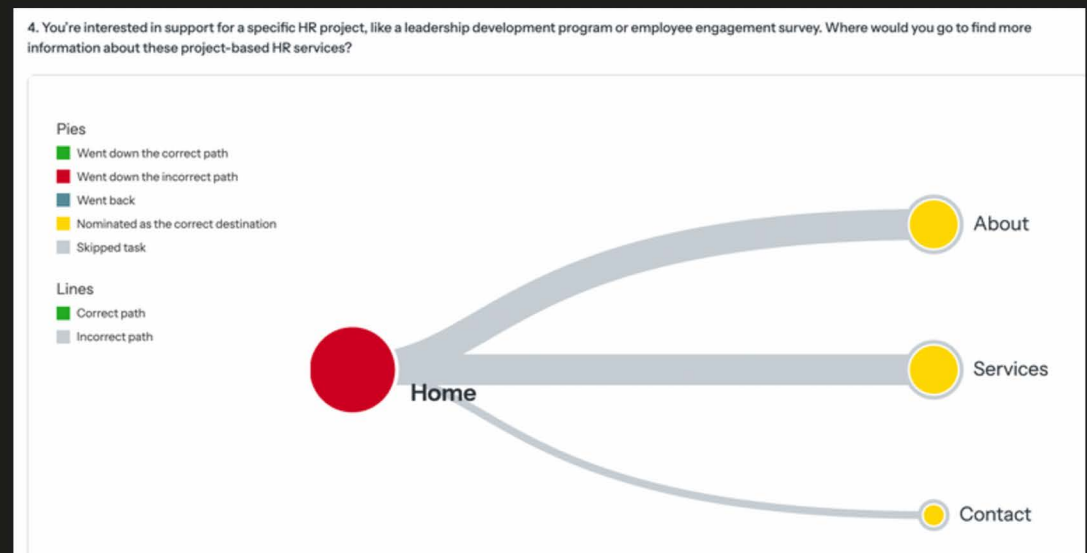 4. You're interested in support for a specific HR project, like a leadership development program or employee engagement survey. Where would you go to find more
information about these project-based HR services?
Pies
Went down the correct path
Went down the incorrect path
Went back
Nominated as the correct destination
Skipped task
Lines
Correct path
Incorrect path
About
Services
Home
Contact